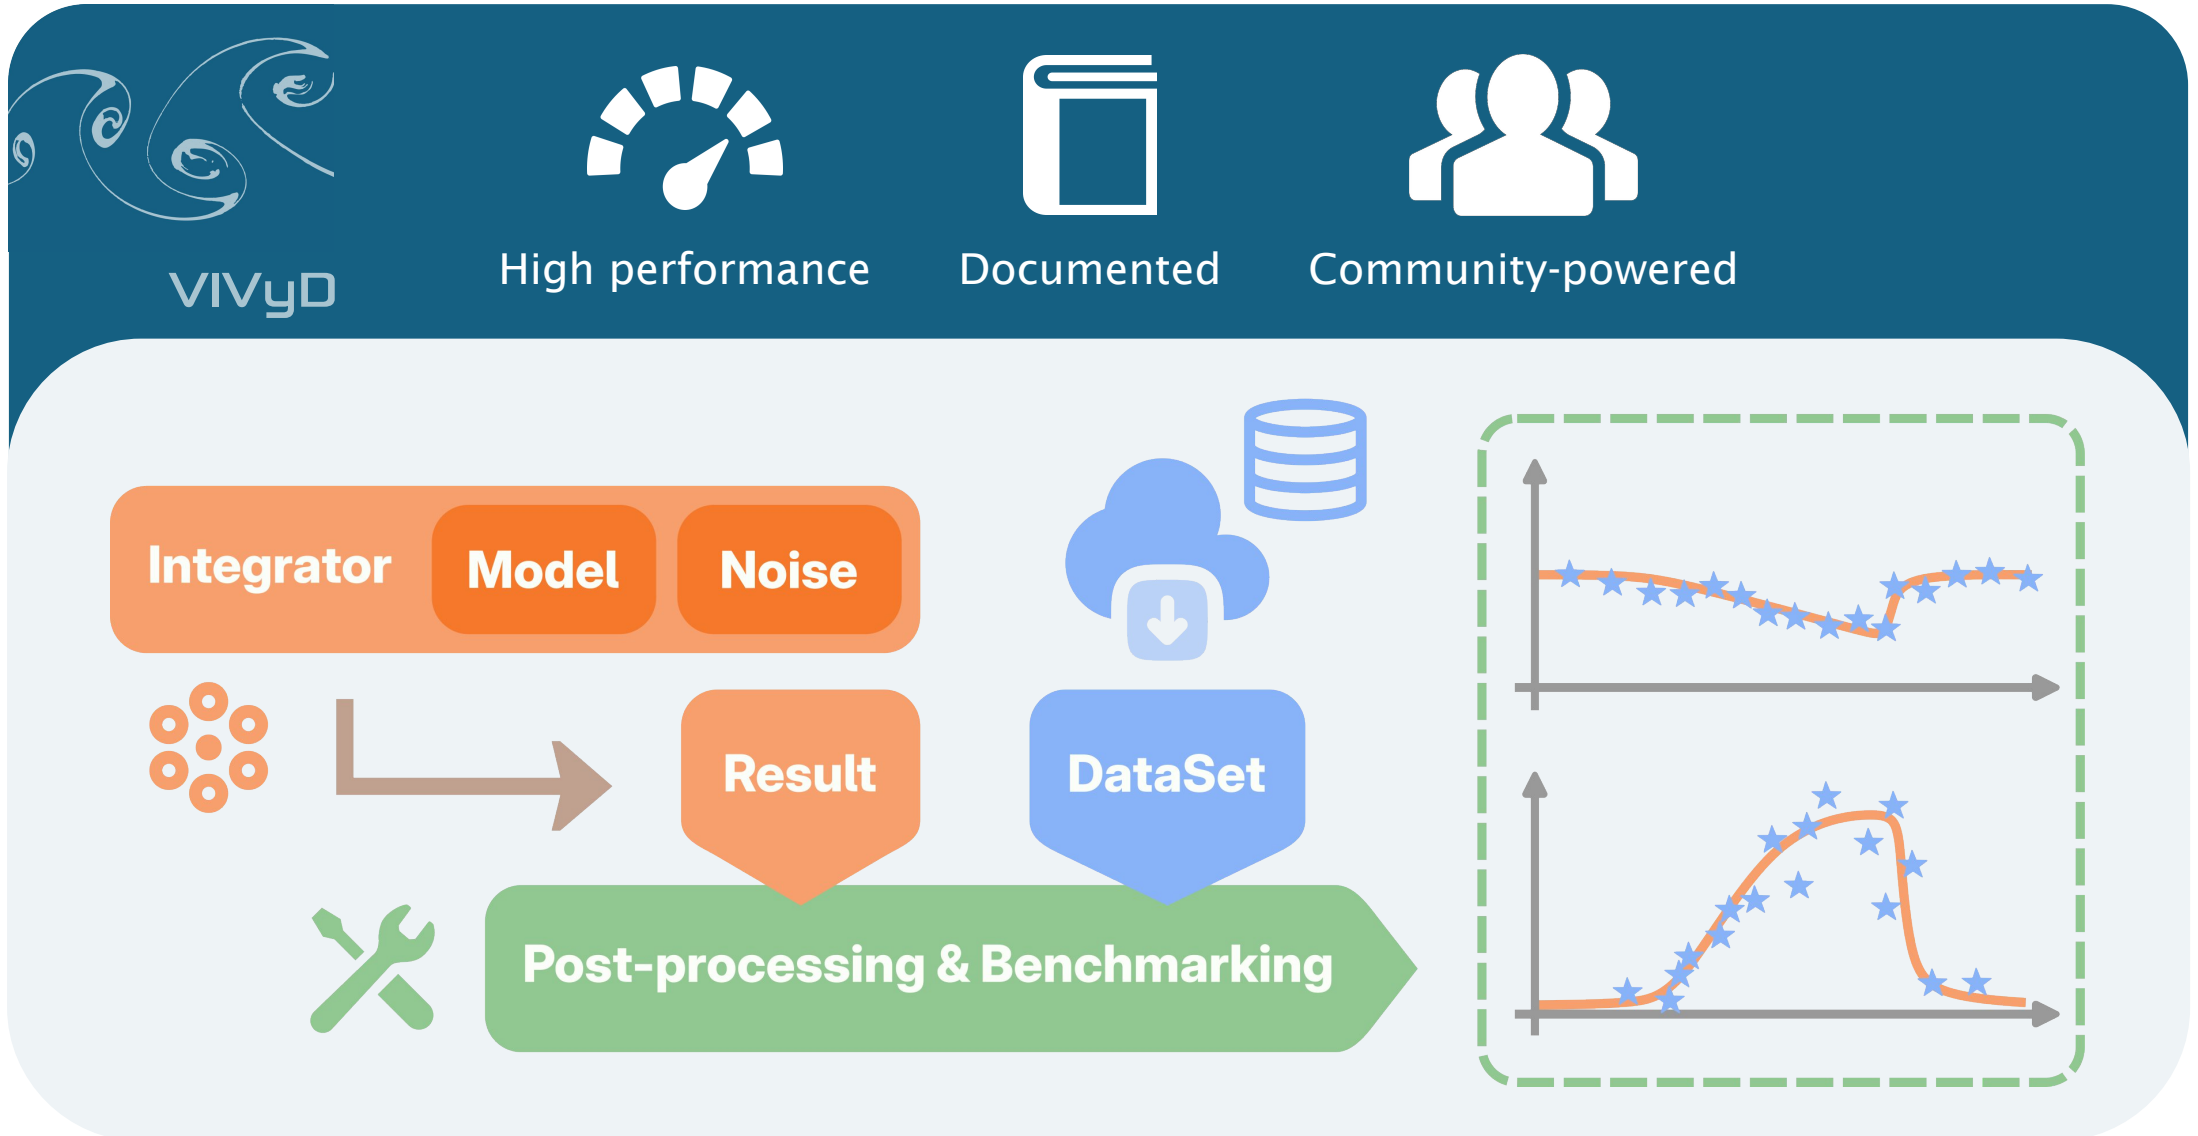 VIVyD
High performance
Documented
Community-powered
Integrator
Model
Noise
Result
DataSet
Post-processing & Benchmarking